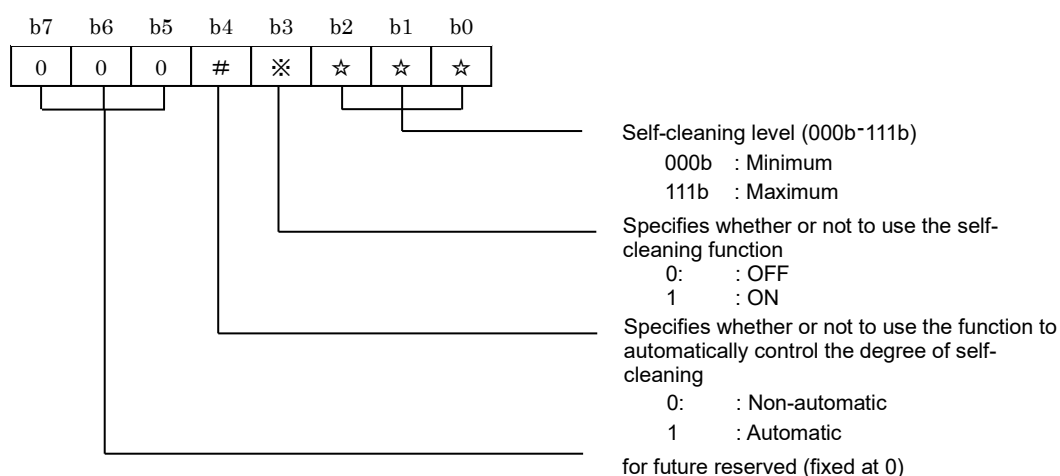 b7 b6 b5 b4 b3 b2 b1 b0
0 0 0 # ※ ☆ ☆ ☆
Self-cleaning level (000b-111b)
000b : Minimum
111b : Maximum
Specifies whether or not to use the self-
cleaning function
0: : OFF
1 : ON
Specifies whether or not to use the function to
automatically control the degree of self-
cleaning
0: : Non-automatic
1 : Automatic
for future reserved (fixed at 0)